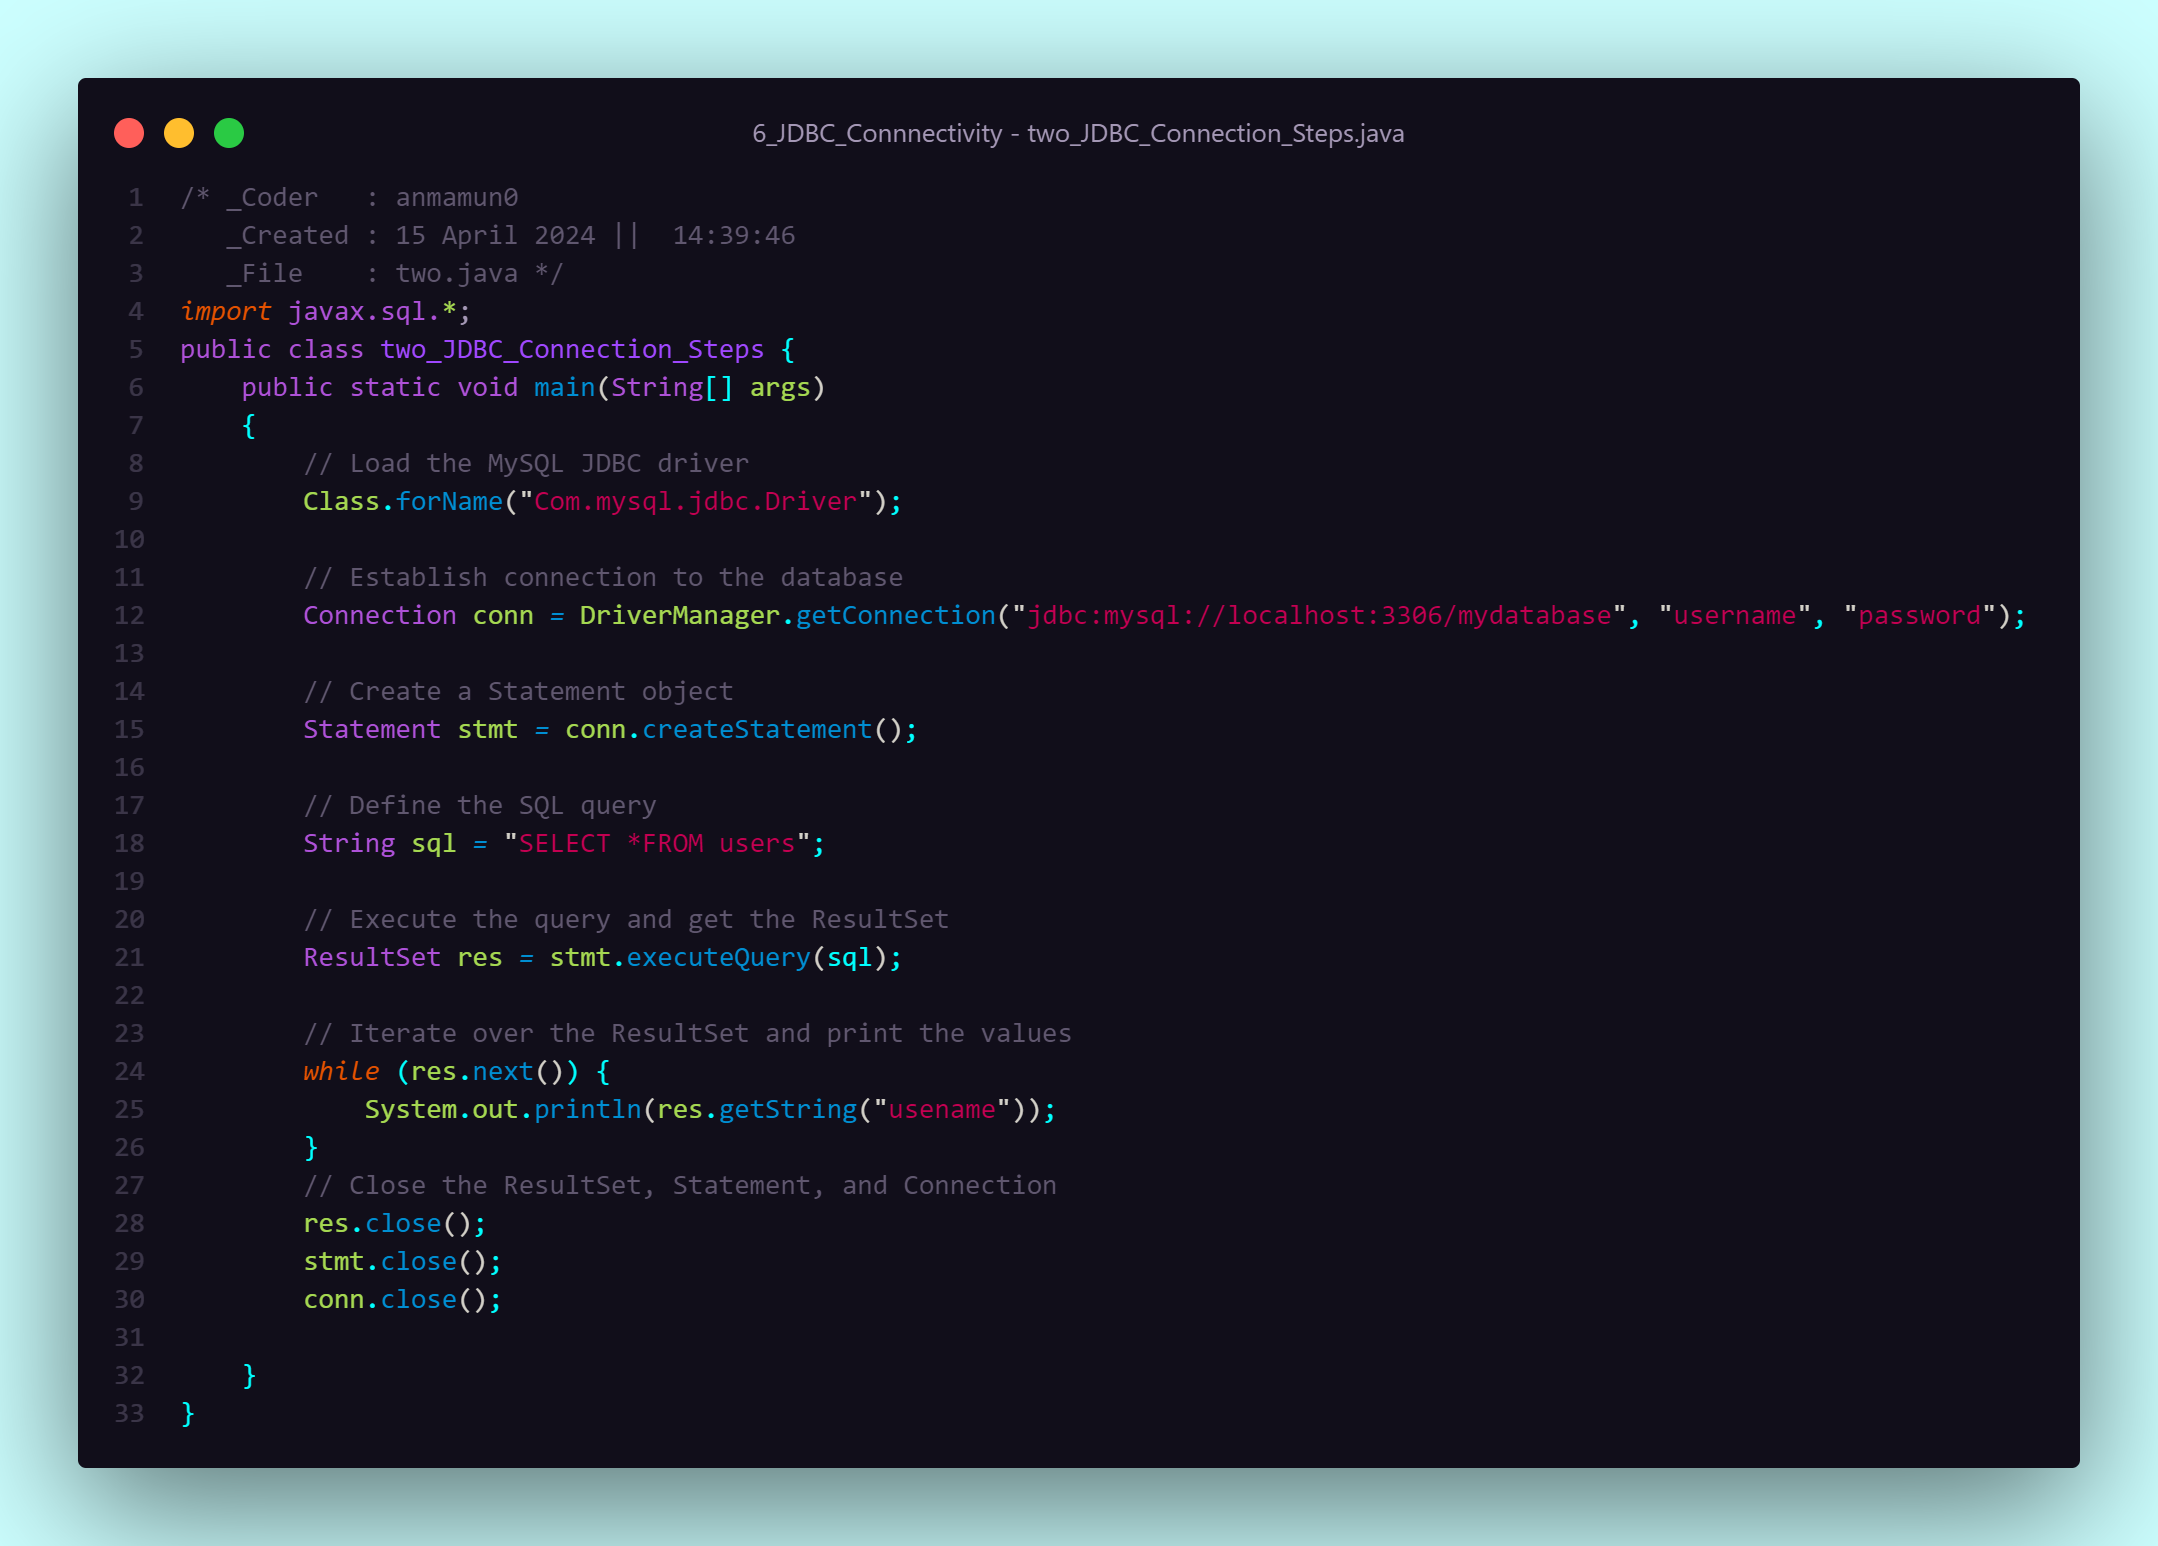 6_JDBC_Connnectivity - two_JDBC_Connection_Steps.java
1 /* _Coder   : anmamun0
2    _Created : 15 April 2024 ||  14:39:46
3    _File    : two.java */
4 import javax.sql.*;
5 public class two_JDBC_Connection_Steps {
6     public static void main(String[] args)
7     {
8         // Load the MySQL JDBC driver
9         Class.forName("Com.mysql.jdbc.Driver");
10
11         // Establish connection to the database
12         Connection conn = DriverManager.getConnection("jdbc:mysql://localhost:3306/mydatabase", "username", "password");
13
14         // Create a Statement object
15         Statement stmt = conn.createStatement();
16
17         // Define the SQL query
18         String sql = "SELECT *FROM users";
19
20         // Execute the query and get the ResultSet
21         ResultSet res = stmt.executeQuery(sql);
22
23         // Iterate over the ResultSet and print the values
24         while (res.next()) {
25             System.out.println(res.getString("usename"));
26         }
27         // Close the ResultSet, Statement, and Connection
28         res.close();
29         stmt.close();
30         conn.close();
31
32     }
33 }